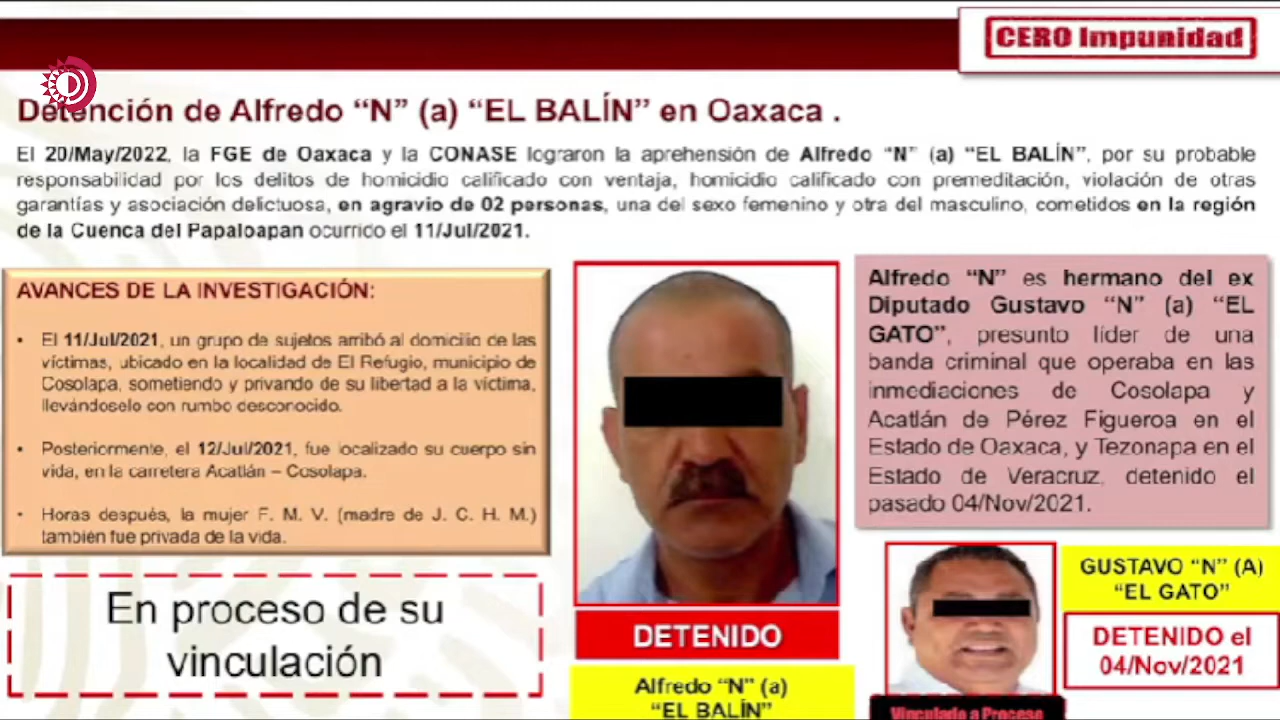 CERO Impunidad
Detención de Alfredo “N” (a) “EL BALÍN” en Oaxaca .
El 20/May/2022, la FGE de Oaxaca y la CONASE lograron la aprehensión de Alfredo “N” (a) “EL BALÍN”, por su probable
responsabilidad por los delitos de homicidio calificado con ventaja, homicidio calificado con premeditación, violación de otras
garantías y asociación delictuosa, en agravio de 02 personas, una del sexo femenino y otra del masculino, cometidos en la región
de la Cuenca del Papaloapan ocurrido el 11/Jul/2021.
AVANCES DE LA INVESTIGACIÓN:
• El 11/Jul/2021, un grupo de sujetos arribó al domicilio de las
víctimas, ubicado en la localidad de El Refugio, municipio de
Cosolapa, sometiendo y privando de su libertad a la víctima,
llevándoselo con rumbo desconocido.
• Posteriormente, el 12/Jul/2021, fue localizado su cuerpo sin
vida, en la carretera Acatlán – Cosolapa.
• Horas después, la mujer F. M. V. (madre de J. C. H. M.)
también fue privada de la vida.
En proceso de su
vinculación
DETENIDO
Alfredo “N” (a)
“EL BALÍN”
Alfredo “N” es hermano del ex
Diputado Gustavo “N” (a) “EL
GATO”, presunto líder de una
banda criminal que operaba en las
inmediaciones de Cosolapa y
Acatlán de Pérez Figueroa en el
Estado de Oaxaca, y Tezonapa en el
Estado de Veracruz, detenido el
pasado 04/Nov/2021.
GUSTAVO “N” (A)
“EL GATO”
DETENIDO el
04/Nov/2021
Vinculado a Proceso